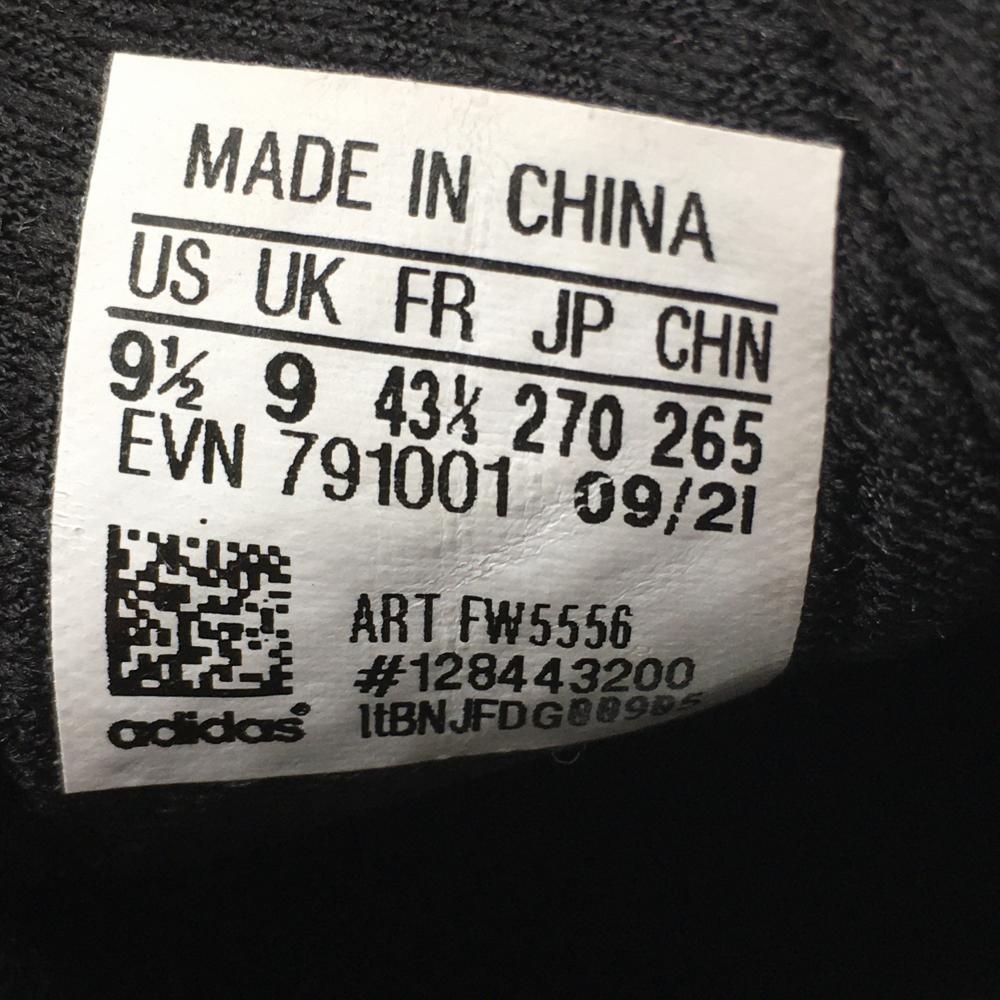 MADE IN CHINA
US UK FR JP CHN
9½ 9 43⅓ 270 265
EVN 791001 09/21
ART FW5556
#128443200
adidas®